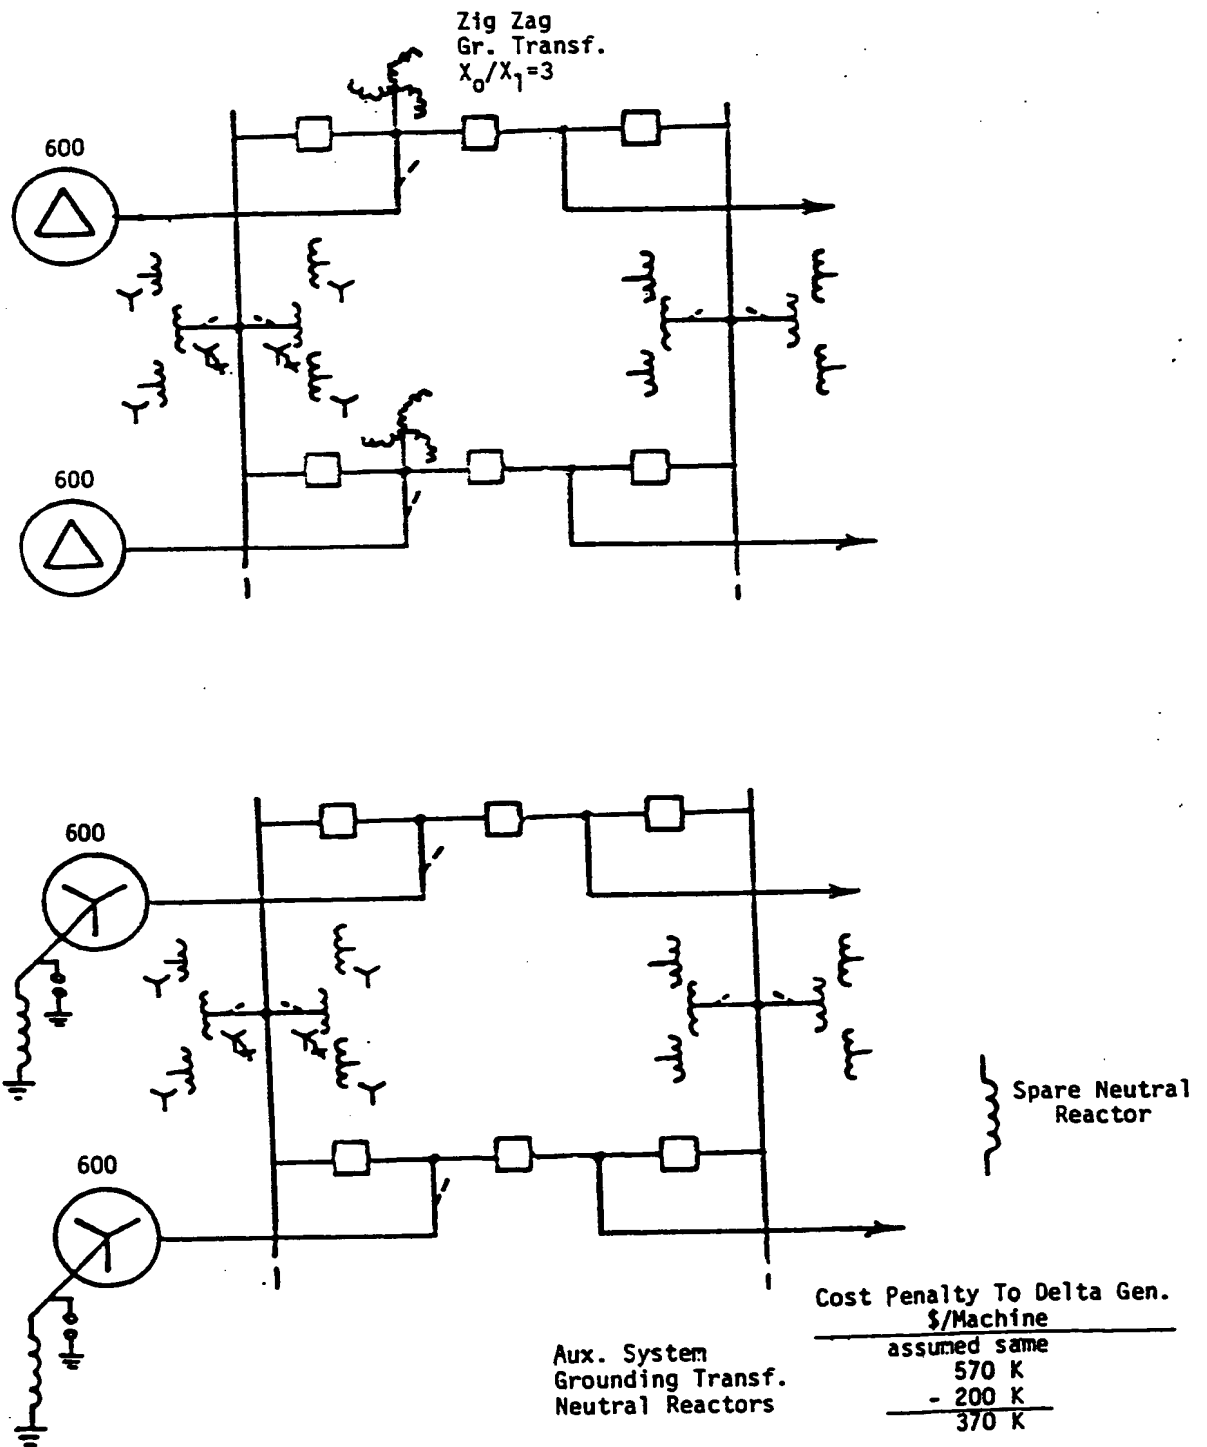 Zig Zag
Gr. Transf.
X₀/X₁=3
600
600
600
600
Spare Neutral
Reactor
Cost Penalty To Delta Gen.
$/Machine
Aux. System assumed same
Grounding Transf. 570 K
Neutral Reactors - 200 K
370 K